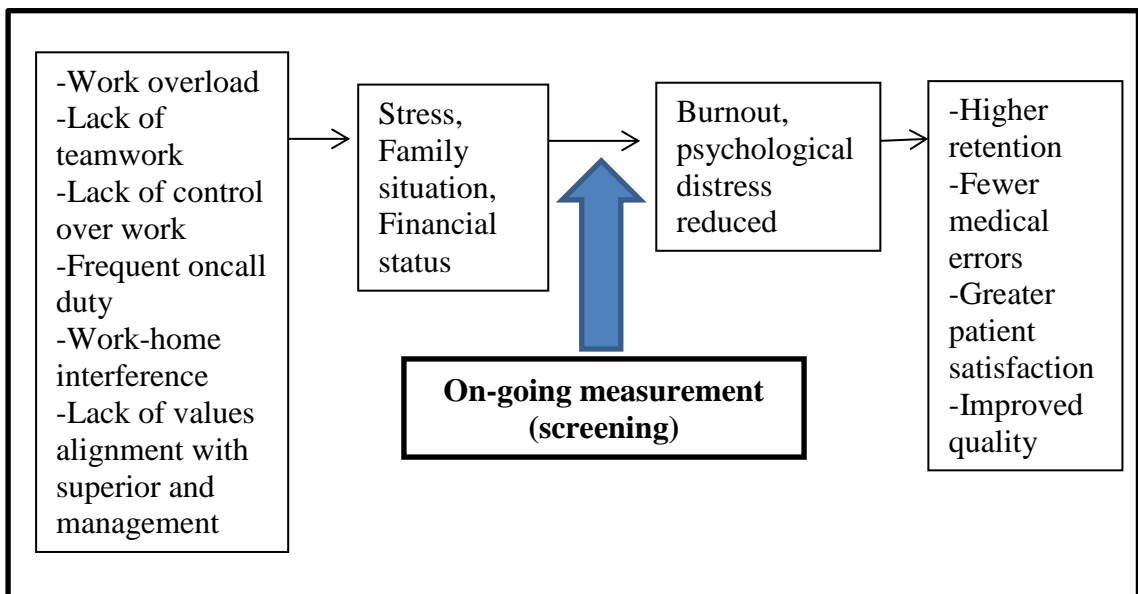 -Work overload
-Lack of
teamwork
-Lack of control
over work
-Frequent oncall
duty
-Work-home
interference
-Lack of values
alignment with
superior and
management
Stress,
Family
situation,
Financial
status
Burnout,
psychological
distress
reduced
-Higher
retention
-Fewer
medical
errors
-Greater
patient
satisfaction
-Improved
quality
On-going measurement
(screening)